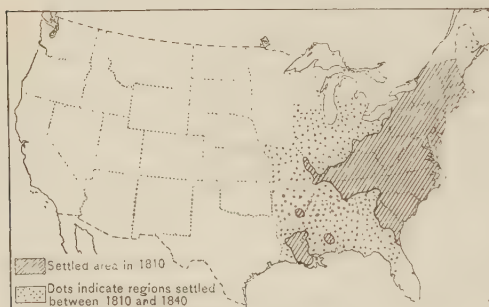 Settled area in 1810
Dots indicate regions settled
between 1810 and 1840